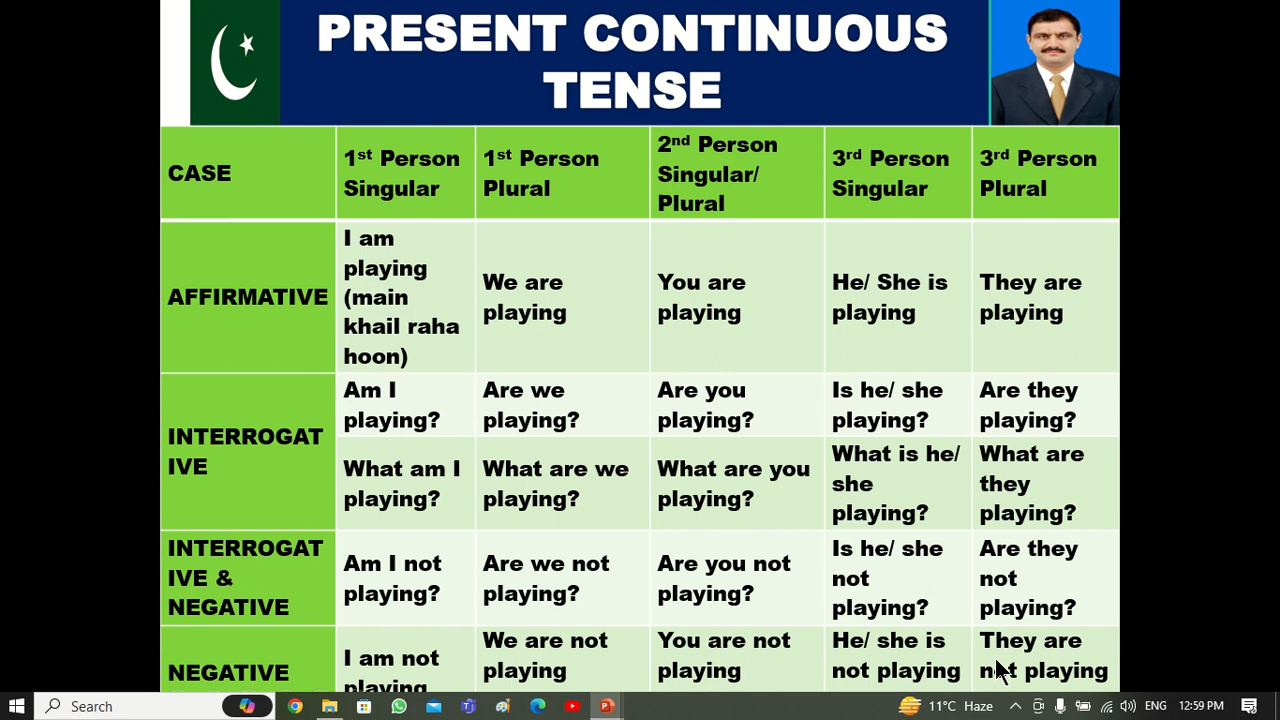 PRESENT CONTINUOUS
TENSE
CASE
1st Person
Singular
1st Person
Plural
2nd Person
Singular/
Plural
3rd Person
Singular
3rd Person
Plural
AFFIRMATIVE
I am
playing
(main
khail raha
hoon)
We are
playing
You are
playing
He/ She is
playing
They are
playing
INTERROGAT
IVE
Am I
playing?
Are we
playing?
Are you
playing?
Is he/ she
playing?
Are they
playing?
What am I
playing?
What are we
playing?
What are you
playing?
What is he/
she
playing?
What are
they
playing?
INTERROGAT
IVE &
NEGATIVE
Am I not
playing?
Are we not
playing?
Are you not
playing?
Is he/ she
not
playing?
Are they
not
playing?
NEGATIVE
I am not
playing
We are not
playing
You are not
playing
He/ she is
not playing
They are
not playing
Search
11°C Haze
ENG
12:59 PM